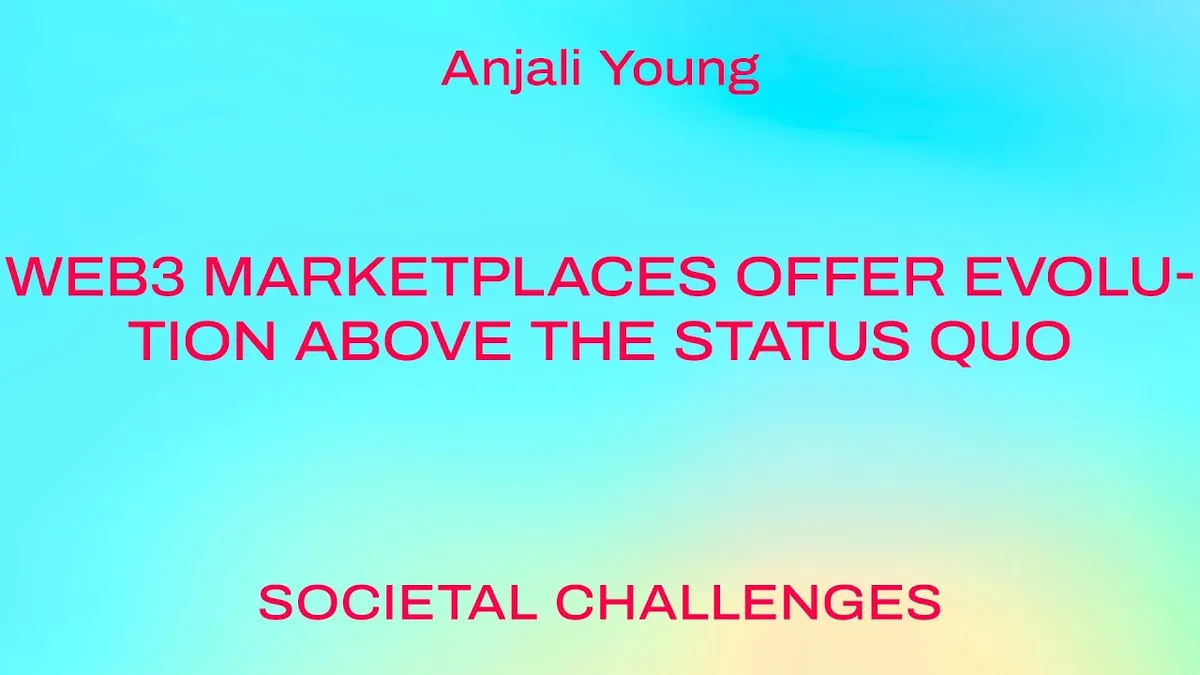 Anjali Young
WEB3 MARKETPLACES OFFER EVOLU-
TION ABOVE THE STATUS QUO
SOCIETAL CHALLENGES